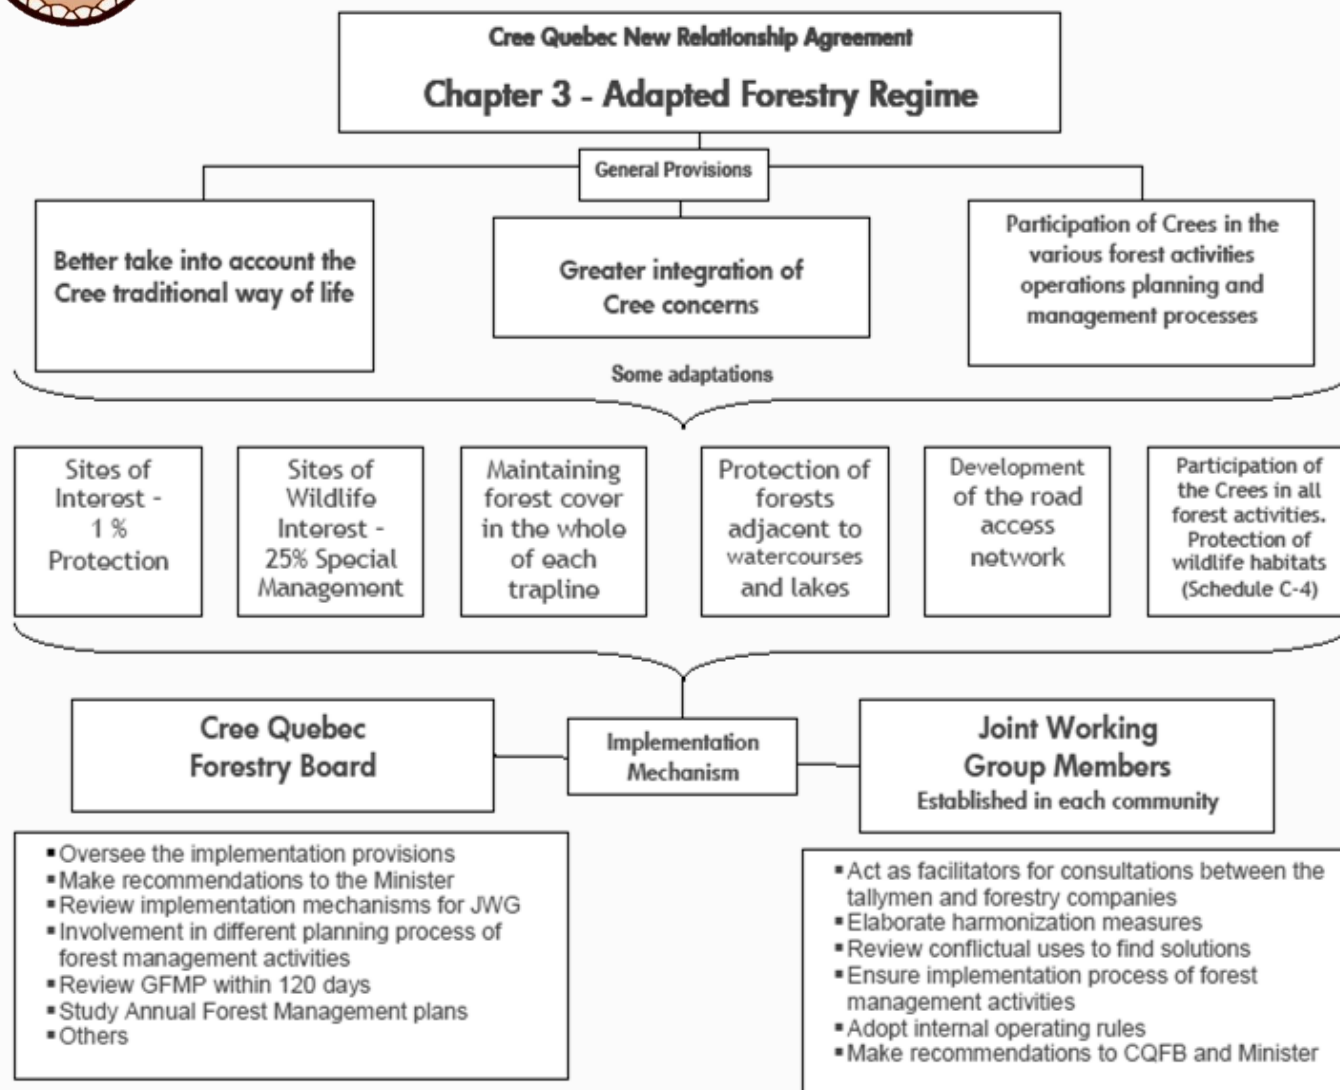 Cree Quebec New Relationship Agreement
Chapter 3 - Adapted Forestry Regime
General Provisions
Better take into account the
Cree traditional way of life
Greater integration of
Cree concerns
Participation of Crees in the
various forest activities
operations planning and
management processes
Some adaptations
Sites of
Interest -
1 %
Protection
Sites of
Wildlife
Interest -
25% Special
Management
Maintaining
forest cover
in the whole
of each
trapline
Protection of
forests
adjacent to
watercourses
and lakes
Development
of the road
access
network
Participation of
the Crees in all
forest activities.
Protection of
wildlife habitats
(Schedule C-4)
Cree Quebec
Forestry Board
Implementation
Mechanism
Joint Working
Group Members
Established in each community
▪Oversee the implementation provisions
▪Make recommendations to the Minister
▪Review implementation mechanisms for JWG
▪Involvement in different planning process of
forest management activities
▪Review GFMP within 120 days
▪Study Annual Forest Management plans
▪Others
▪Act as facilitators for consultations between the
tallymen and forestry companies
▪Elaborate harmonization measures
▪Review conflictual uses to find solutions
▪Ensure implementation process of forest
management activities
▪Adopt internal operating rules
▪Make recommendations to CQFB and Minister